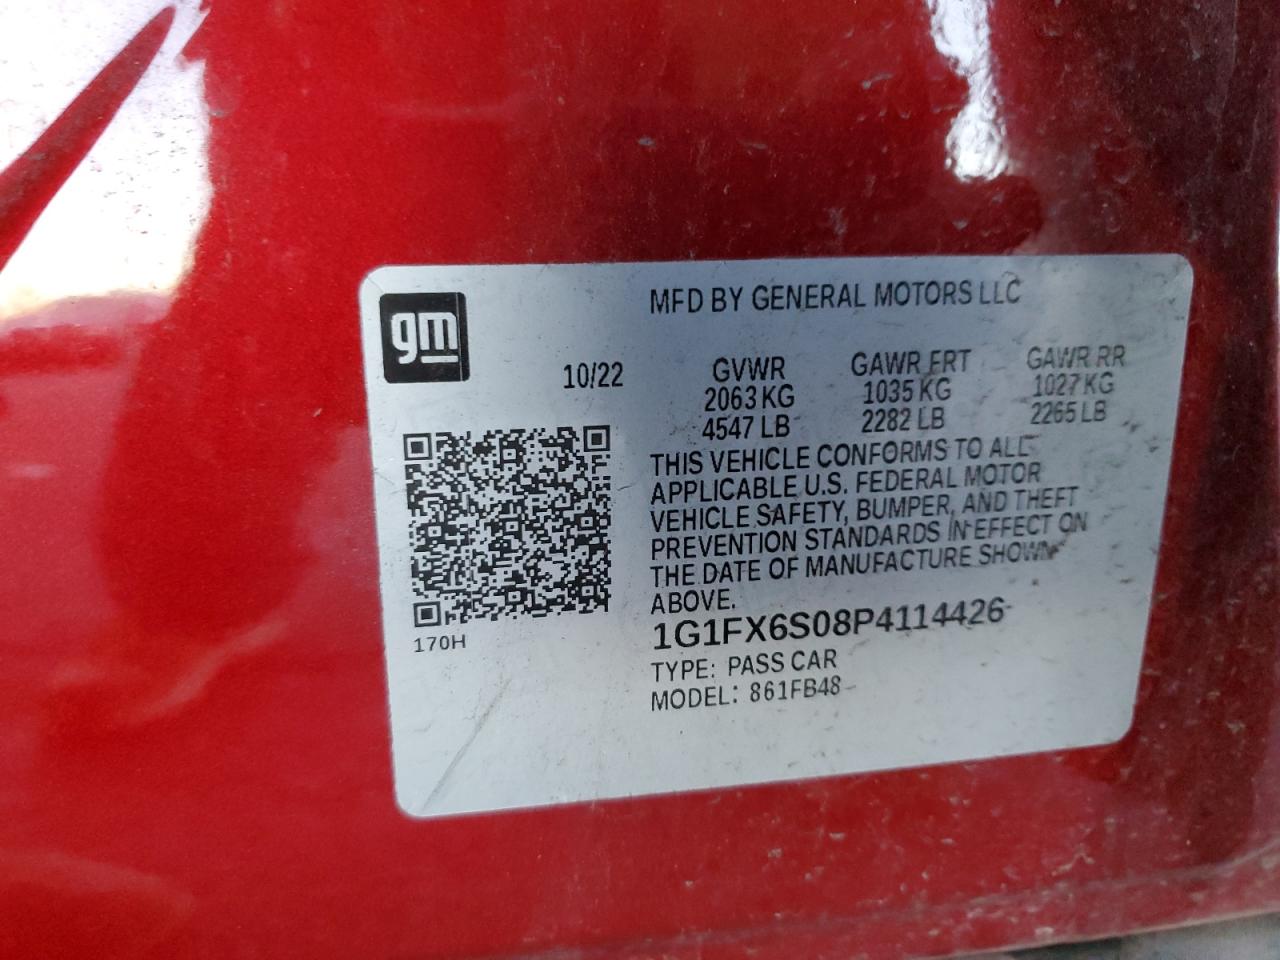 gm
MFD BY GENERAL MOTORS LLC
10/22
GVWR GAWR FRT GAWR RR
2063 KG 1035 KG 1027 KG
4547 LB 2282 LB 2265 LB
THIS VEHICLE CONFORMS TO ALL
APPLICABLE U.S. FEDERAL MOTOR
VEHICLE SAFETY, BUMPER, AND THEFT
PREVENTION STANDARDS IN EFFECT ON
THE DATE OF MANUFACTURE SHOWN
ABOVE.
1G1FX6S08P4114426
170H
TYPE: PASS CAR
MODEL: 861FB48